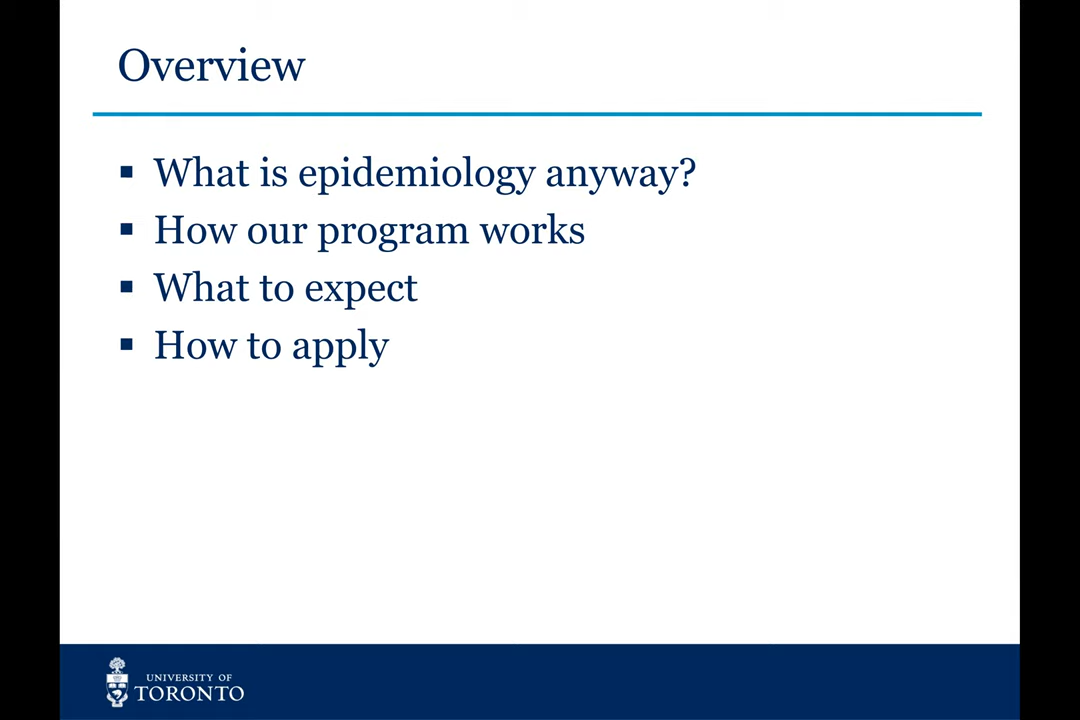 Overview
▪ What is epidemiology anyway?
▪ How our program works
▪ What to expect
▪ How to apply
UNIVERSITY OF
TORONTO